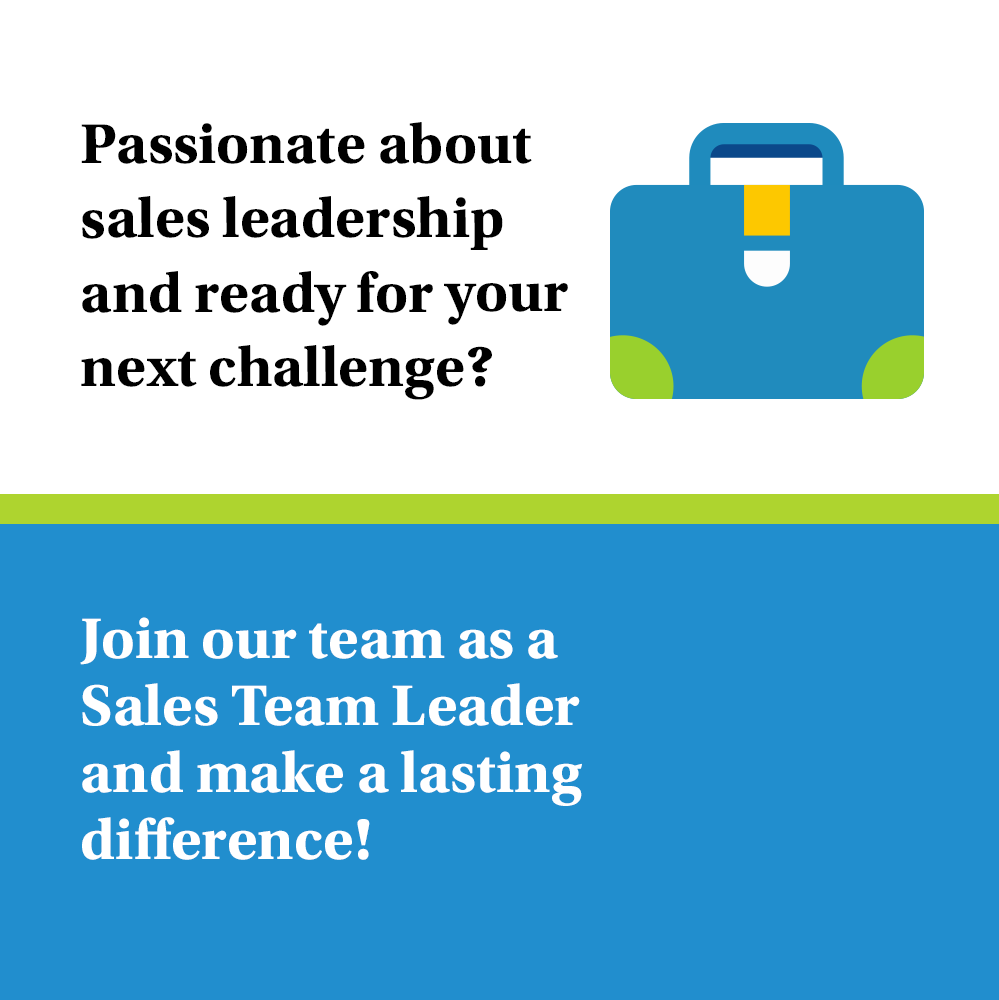 Passionate about
sales leadership
and ready for your
next challenge?
Join our team as a
Sales Team Leader
and make a lasting
difference!